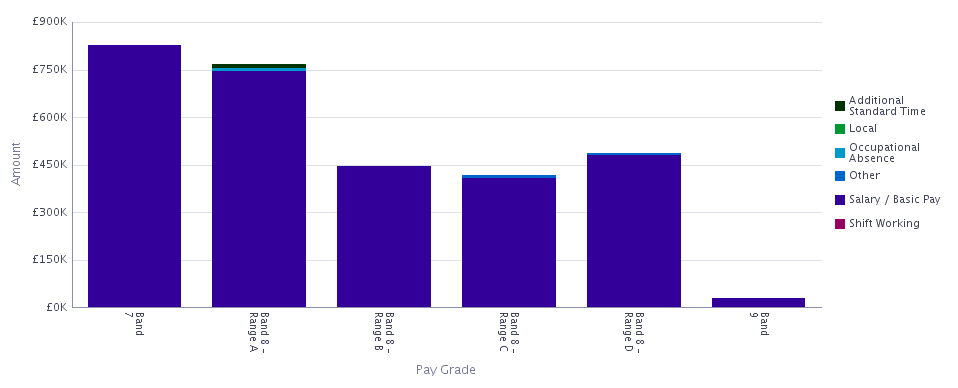 £900K
£750K
£600K
£450K
£300K
£150K
£0K
Amount
Band
7
Band 8 -
Range A
Band 8 -
Range B
Band 8 -
Range C
Band 8 -
Range D
Band
9
Pay Grade
Additional
Standard Time
Local
Occupational
Absence
Other
Salary / Basic Pay
Shift Working